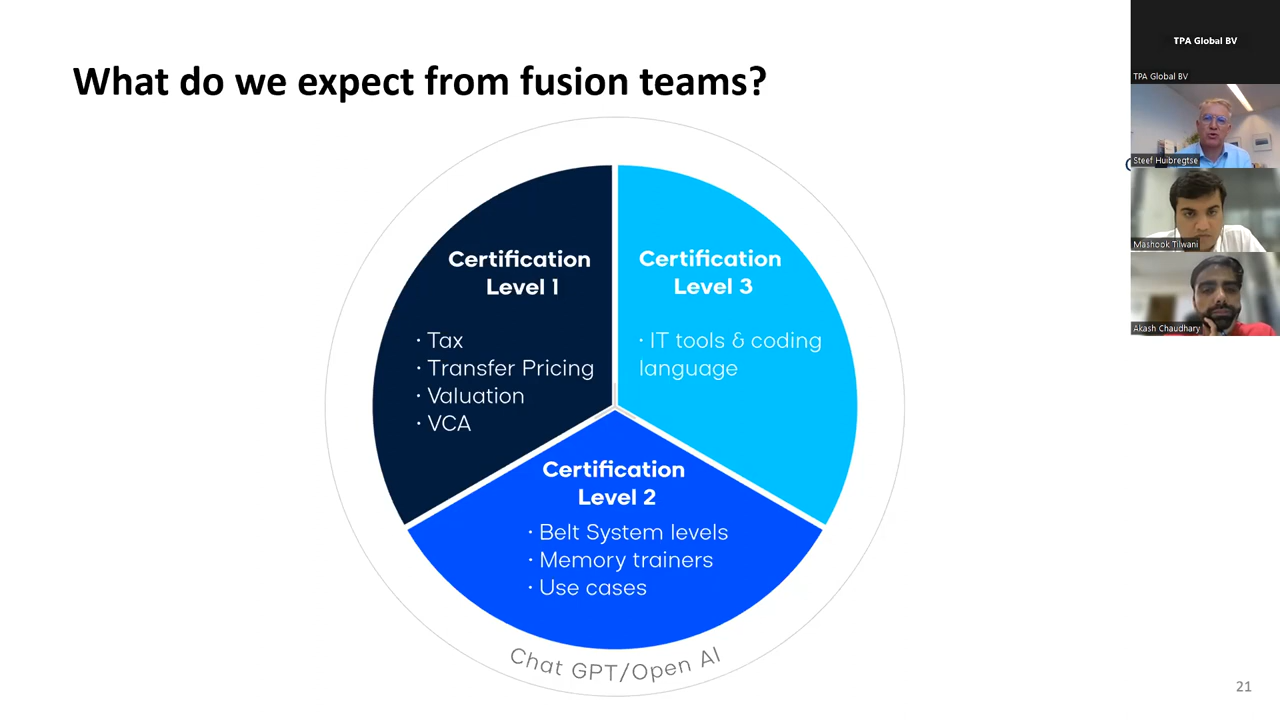 What do we expect from fusion teams?
Certification
Level 1
· Tax
· Transfer Pricing
· Valuation
· VCA
Certification
Level 3
· IT tools & coding
language
Certification
Level 2
· Belt System levels
· Memory trainers
· Use cases
Chat GPT/Open AI
21
TPA Global BV
TPA Global BV
Steef Huibregtse
Mashook Tilwani
Akash Chaudhary